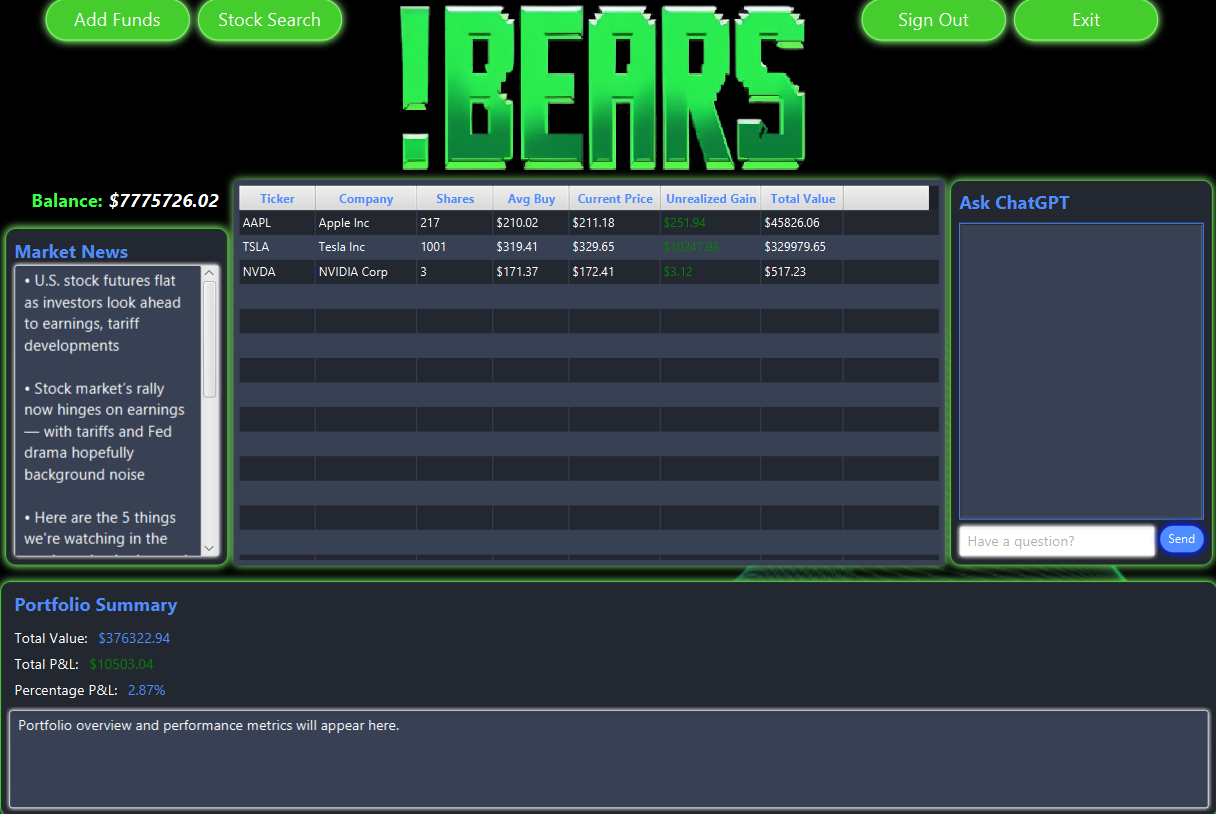 Add Funds
Stock Search
!BEARS
Sign Out
Exit
Balance: $7775726.02
Market News
• U.S. stock futures flat
as investors look ahead
to earnings, tariff
developments
• Stock market's rally
now hinges on earnings
— with tariffs and Fed
drama hopefully
background noise
• Here are the 5 things
we're watching in the
Ticker Company Shares Avg Buy Current Price Unrealized Gain Total Value
AAPL Apple Inc 217 $210.02 $211.18 $251.94 $45826.06
TSLA Tesla Inc 1001 $319.41 $329.65 $10247.98 $329979.65
NVDA NVIDIA Corp 3 $171.37 $172.41 $3.12 $517.23
Ask ChatGPT
Have a question?
Send
Portfolio Summary
Total Value: $376322.94
Total P&L: $10503.04
Percentage P&L: 2.87%
Portfolio overview and performance metrics will appear here.